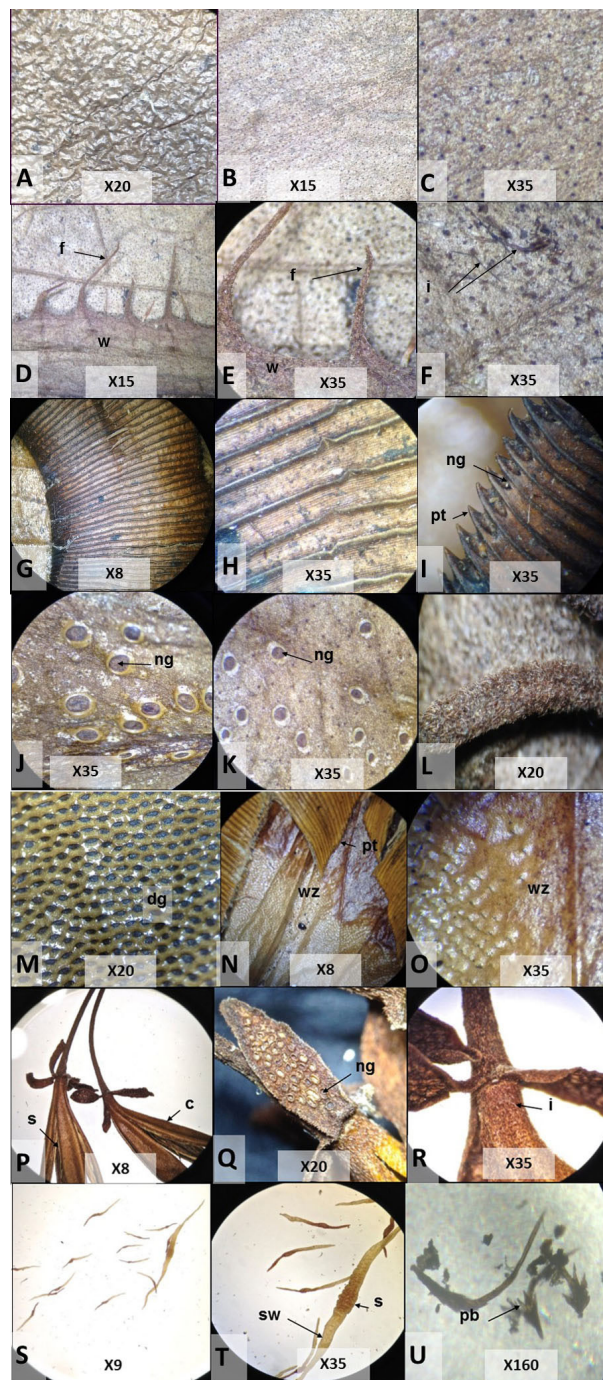 A X20
B X15
C X35
f
w
D X15
f
w
E X35
i
F X35
G X8
H X35
ng
pt
I X35
ng
J X35
ng
K X35
L X20
dg
M X20
pt
wz
N X8
wz
O X35
s
c
P X8
ng
Q X20
i
R X35
S X9
s
sw
T X35
pb
U X160